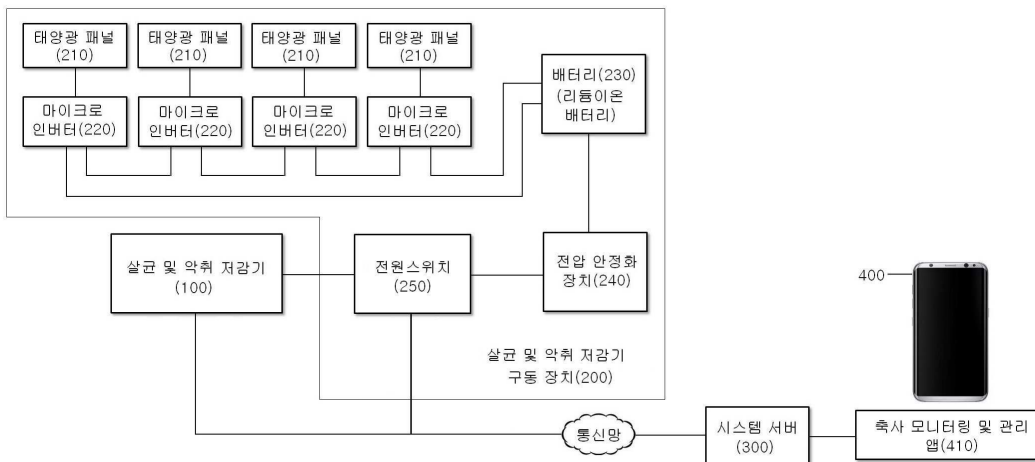 태양광 패널
(210)
태양광 패널
(210)
태양광 패널
(210)
태양광 패널
(210)
마이크로
인버터(220)
마이크로
인버터(220)
마이크로
인버터(220)
마이크로
인버터(220)
배터리(230)
(리튬이온
배터리)
살균 및 악취 저감기
(100)
전원스위치
(250)
전압 안정화
장치(240)
살균 및 악취 저감기
구동 장치(200)
400
통신망
시스템 서버
(300)
축사 모니터링 및 관리
앱(410)